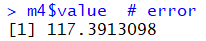 > m4$value  # error
[1] 117.3913098